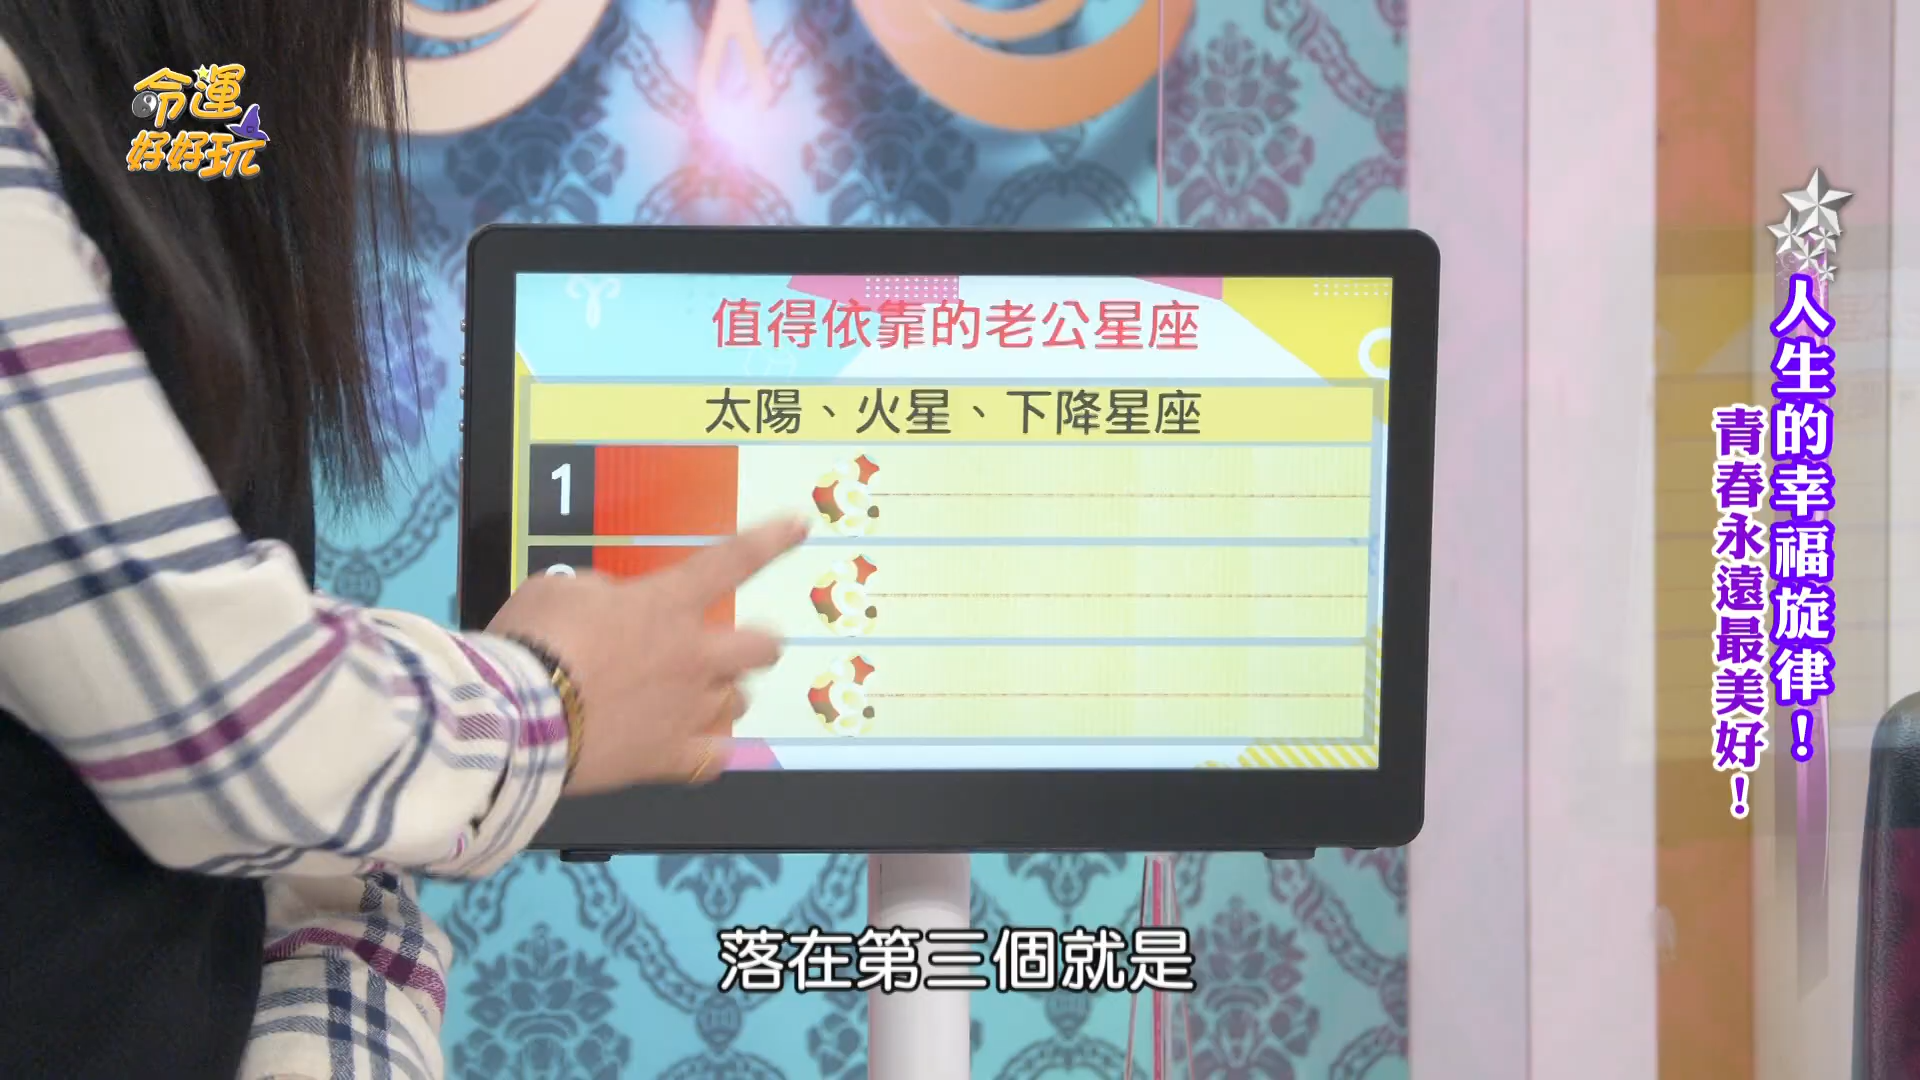 命運
好好玩
值得依靠的老公星座
太陽、火星、下降星座
1
人生的幸福旋律！
青春永遠最美好！
落在第三個就是